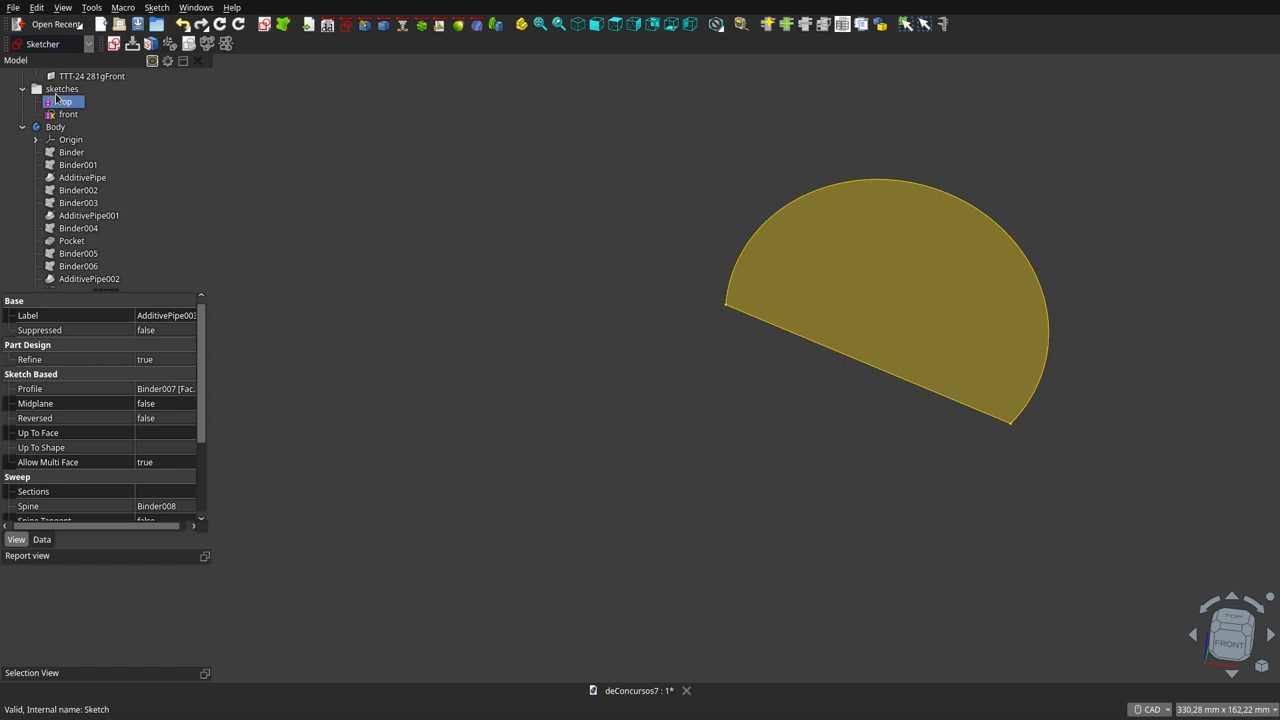 File Edit View Tools Macro Sketch Windows Help
Open Recent
Sketcher
Model
TTT-24 281gFront
sketches
top
front
Body
Origin
Binder
Binder001
AdditivePipe
Binder002
Binder003
AdditivePipe001
Binder004
Pocket
Binder005
Binder006
AdditivePipe002
Base
Label AdditivePipe003
Suppressed false
Part Design
Refine true
Sketch Based
Profile Binder007 [Fac...
Midplane false
Reversed false
Up To Face
Up To Shape
Allow Multi Face true
Sweep
Sections
Spine Binder008
Spine Tangent false
View Data
Report view
Selection View
TOP
FRONT
deConcursos7 : 1*
Valid, Internal name: Sketch
CAD
330,28 mm x 162,22 mm